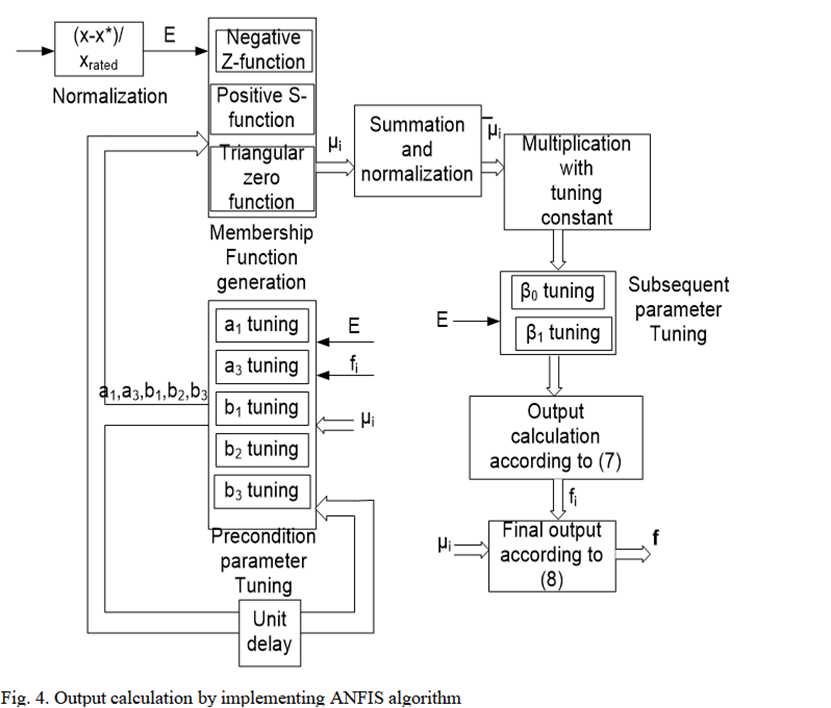 (x-x*)/
xrated
E
Normalization
Negative
Z-function
Positive S-
function
Triangular
zero
function
Membership
Function
generation
μi
Summation
and
normalization
μ̅i
Multiplication
with
tuning
constant
E
β0 tuning
β1 tuning
Subsequent
parameter
Tuning
Output
calculation
according to (7)
fi
μi
Final output
according to
(8)
f
a1 tuning
a3 tuning
b1 tuning
b2 tuning
b3 tuning
E
fi
μi
a1,a3,b1,b2,b3
Precondition
parameter
Tuning
Unit
delay
Fig. 4. Output calculation by implementing ANFIS algorithm